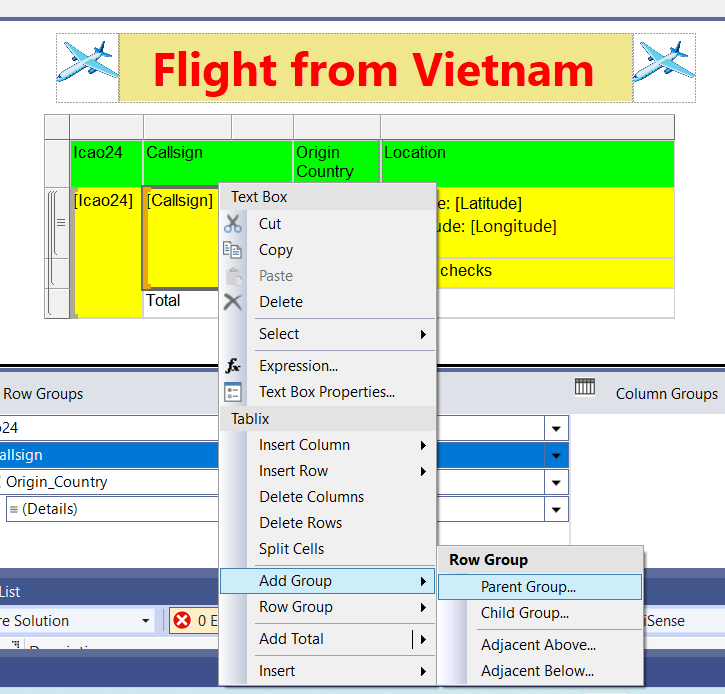 Flight from Vietnam
Icao24
Callsign
Origin
Country
Location
[Icao24]
[Callsign]
e: [Latitude]
ude: [Longitude]
checks
Total
Text Box
Cut
Copy
Paste
Delete
Select
Expression...
Text Box Properties...
Tablix
Insert Column
Insert Row
Delete Columns
Delete Rows
Split Cells
Add Group
Row Group
Add Total
Insert
Row Group
Parent Group...
Child Group...
Adjacent Above...
Adjacent Below...
Row Groups
Column Groups
o24
allsign
Origin_Country
(Details)
List
re Solution
0 E
iSense